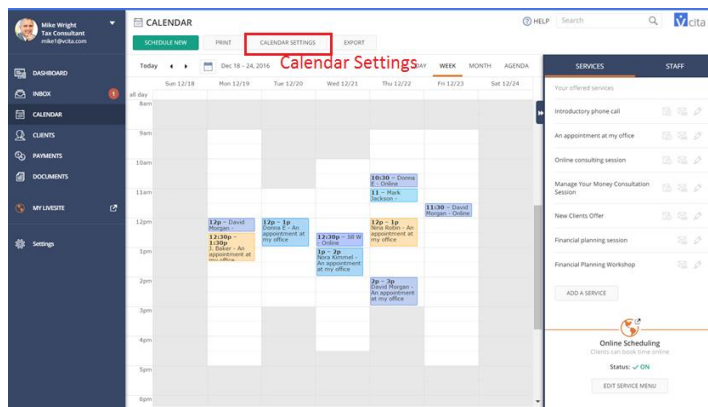 Mike Wright
Tax Consultant
mike1@vcita.com
DASHBOARD
INBOX
1
CALENDAR
CLIENTS
PAYMENTS
DOCUMENTS
MY LIVESITE
Settings
CALENDAR
HELP
Search
vcita
SCHEDULE NEW
PRINT
CALENDAR SETTINGS
EXPORT
Calendar Settings
Today
Dec 18 – 24, 2016
DAY
WEEK
MONTH
AGENDA
Sun 12/18
Mon 12/19
Tue 12/20
Wed 12/21
Thu 12/22
Fri 12/23
Sat 12/24
all day
8am
9am
10am
11am
12pm
1pm
2pm
3pm
4pm
5pm
6pm
12p – David
Morgan -
12:30p –
1:30p
J. Baker - An
appointment at
my office
12p – 1p
Donna E - An
appointment at
my office
12:30p – Jill W
- Online
1p – 2p
Nora Kimmel -
An appointment
at my office
10:30 – Donna
E - Online
11 – Mark
Jackson -
12p – 1p
Nina Robin - An
appointment at
my office
2p – 3p
David Morgan -
An appointment
at my office
11:30 – David
Morgan - Online
SERVICES
STAFF
Your offered services
Introductory phone call
An appointment at my office
Online consulting session
Manage Your Money Consultation
Session
New Clients Offer
Financial planning session
Financial Planning Workshop
ADD A SERVICE
Online Scheduling
Clients can book time online
Status: ✓ ON
EDIT SERVICE MENU